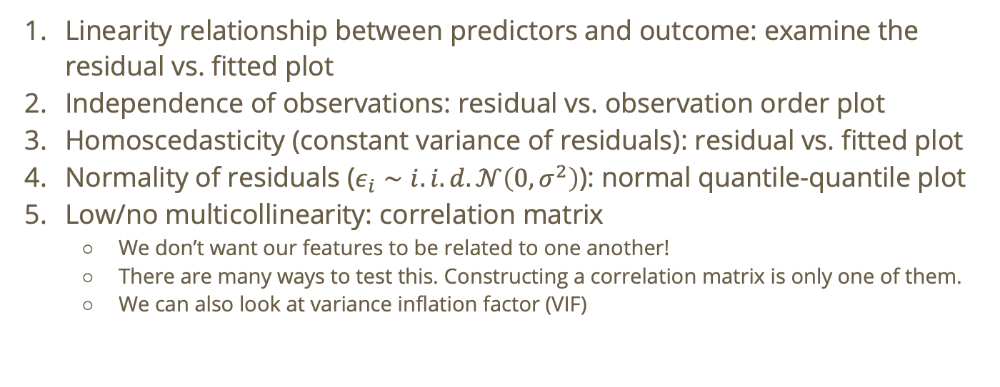 1. Linearity relationship between predictors and outcome: examine the
residual vs. fitted plot
2. Independence of observations: residual vs. observation order plot
3. Homoscedasticity (constant variance of residuals): residual vs. fitted plot
4. Normality of residuals (𝜖ᵢ ~ i.i.d. 𝒩(0, σ²)): normal quantile-quantile plot
5. Low/no multicollinearity: correlation matrix
○ We don’t want our features to be related to one another!
○ There are many ways to test this. Constructing a correlation matrix is only one of them.
○ We can also look at variance inflation factor (VIF)